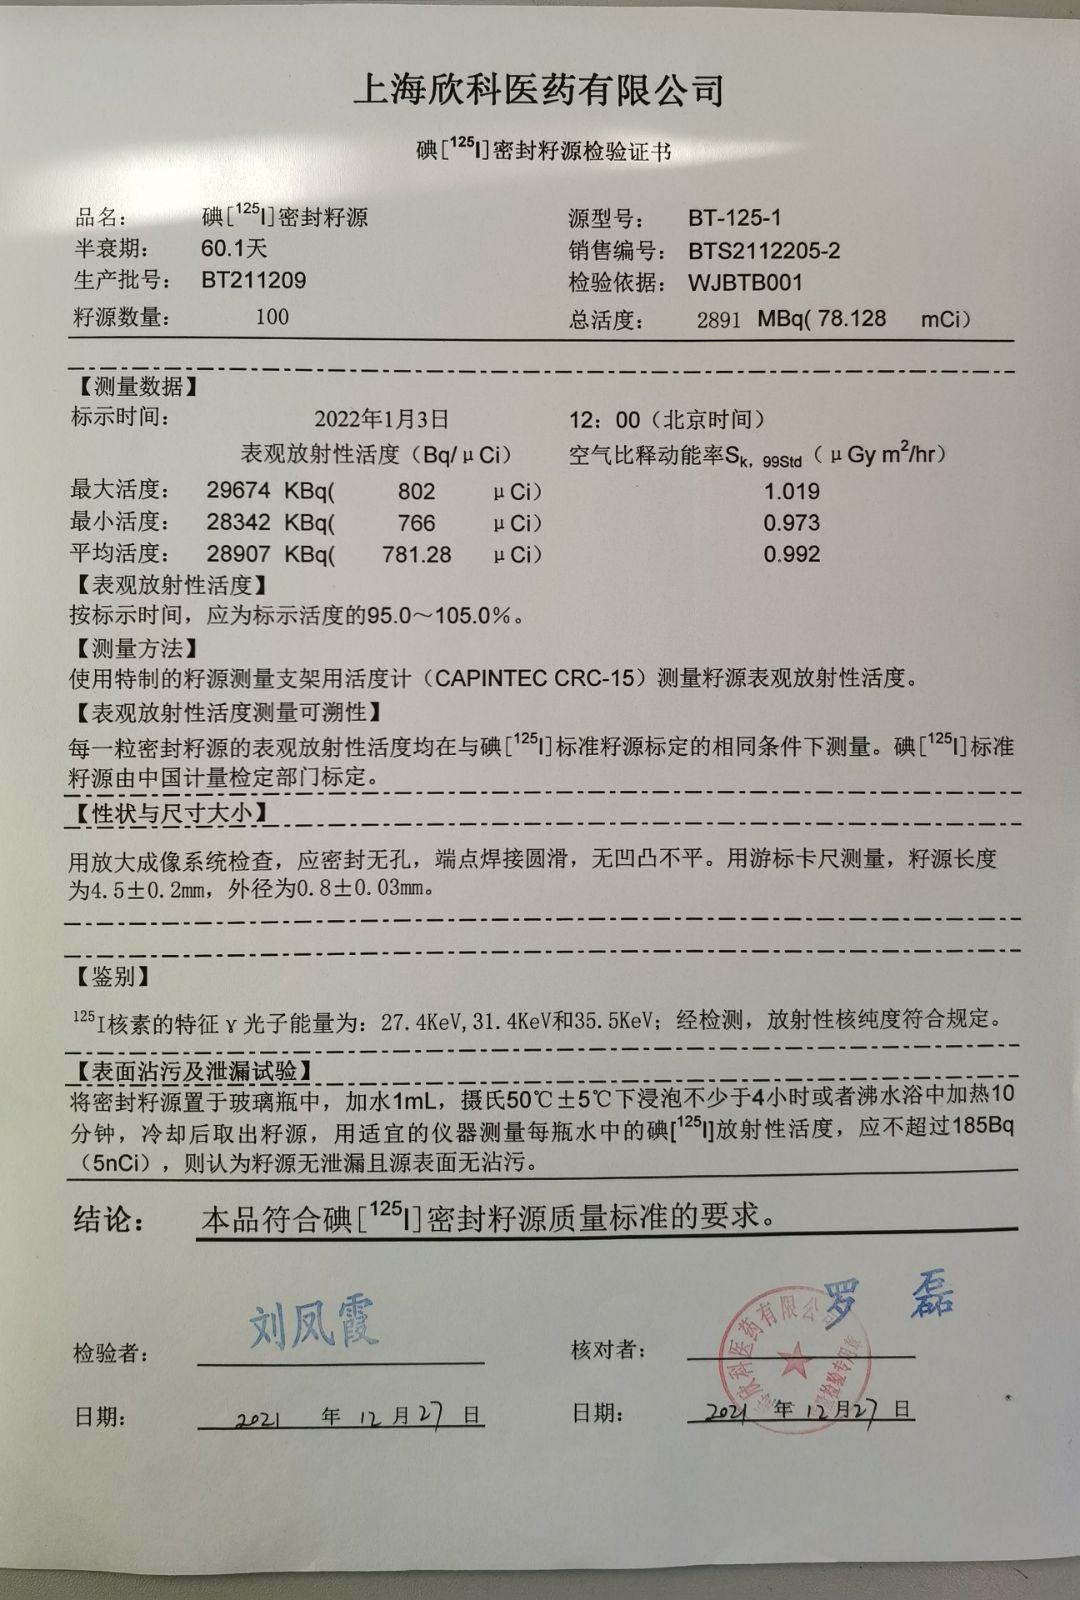 上海欣科医药有限公司
碘[¹²⁵I]密封籽源检验证书
品名： 碘[¹²⁵I]密封籽源 源型号： BT-125-1
半衰期： 60.1天 销售编号： BTS2112205-2
生产批号： BT211209 检验依据： WJBTB001
籽源数量： 100 总活度： 2891 MBq( 78.128 mCi）
【测量数据】
标示时间： 2022年1月3日 12：00（北京时间）
表观放射性活度（Bq/μCi） 空气比释动能率Sk，99Std（μGy m²/hr）
最大活度： 29674 KBq( 802 μCi） 1.019
最小活度： 28342 KBq( 766 μCi） 0.973
平均活度： 28907 KBq( 781.28 μCi） 0.992
【表观放射性活度】
按标示时间，应为标示活度的95.0～105.0%。
【测量方法】
使用特制的籽源测量支架用活度计（CAPINTEC CRC-15）测量籽源表观放射性活度。
【表观放射性活度测量可溯性】
每一粒密封籽源的表观放射性活度均在与碘[¹²⁵I]标准籽源标定的相同条件下测量。碘[¹²⁵I]标准
籽源由中国计量检定部门标定。
【性状与尺寸大小】
用放大成像系统检查，应密封无孔，端点焊接圆滑，无凹凸不平。用游标卡尺测量，籽源长度
为4.5±0.2mm，外径为0.8±0.03mm。
【鉴别】
¹²⁵I核素的特征γ光子能量为：27.4KeV,31.4KeV和35.5KeV；经检测，放射性核纯度符合规定。
【表面沾污及泄漏试验】
将密封籽源置于玻璃瓶中，加水1mL，摄氏50℃±5℃下浸泡不少于4小时或者沸水浴中加热10
分钟，冷却后取出籽源，用适宜的仪器测量每瓶水中的碘[¹²⁵I]放射性活度，应不超过185Bq
（5nCi），则认为籽源无泄漏且源表面无沾污。
结论： 本品符合碘[¹²⁵I]密封籽源质量标准的要求。
检验者： 刘凤霞 核对者： 罗磊
日期： 2021 年 12 月 27 日 日期： 2021 年 12 月 27 日
欣科医药有限公
检验专用章